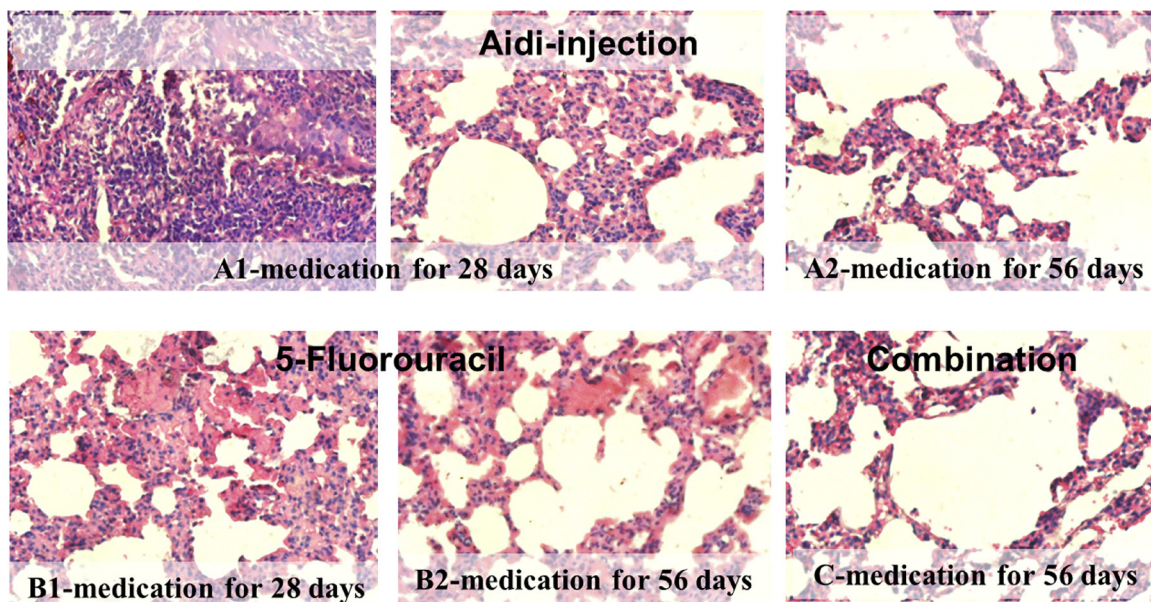 Aidi-injection
A1-medication for 28 days
A2-medication for 56 days
5-Fluorouracil
Combination
B1-medication for 28 days
B2-medication for 56 days
C-medication for 56 days